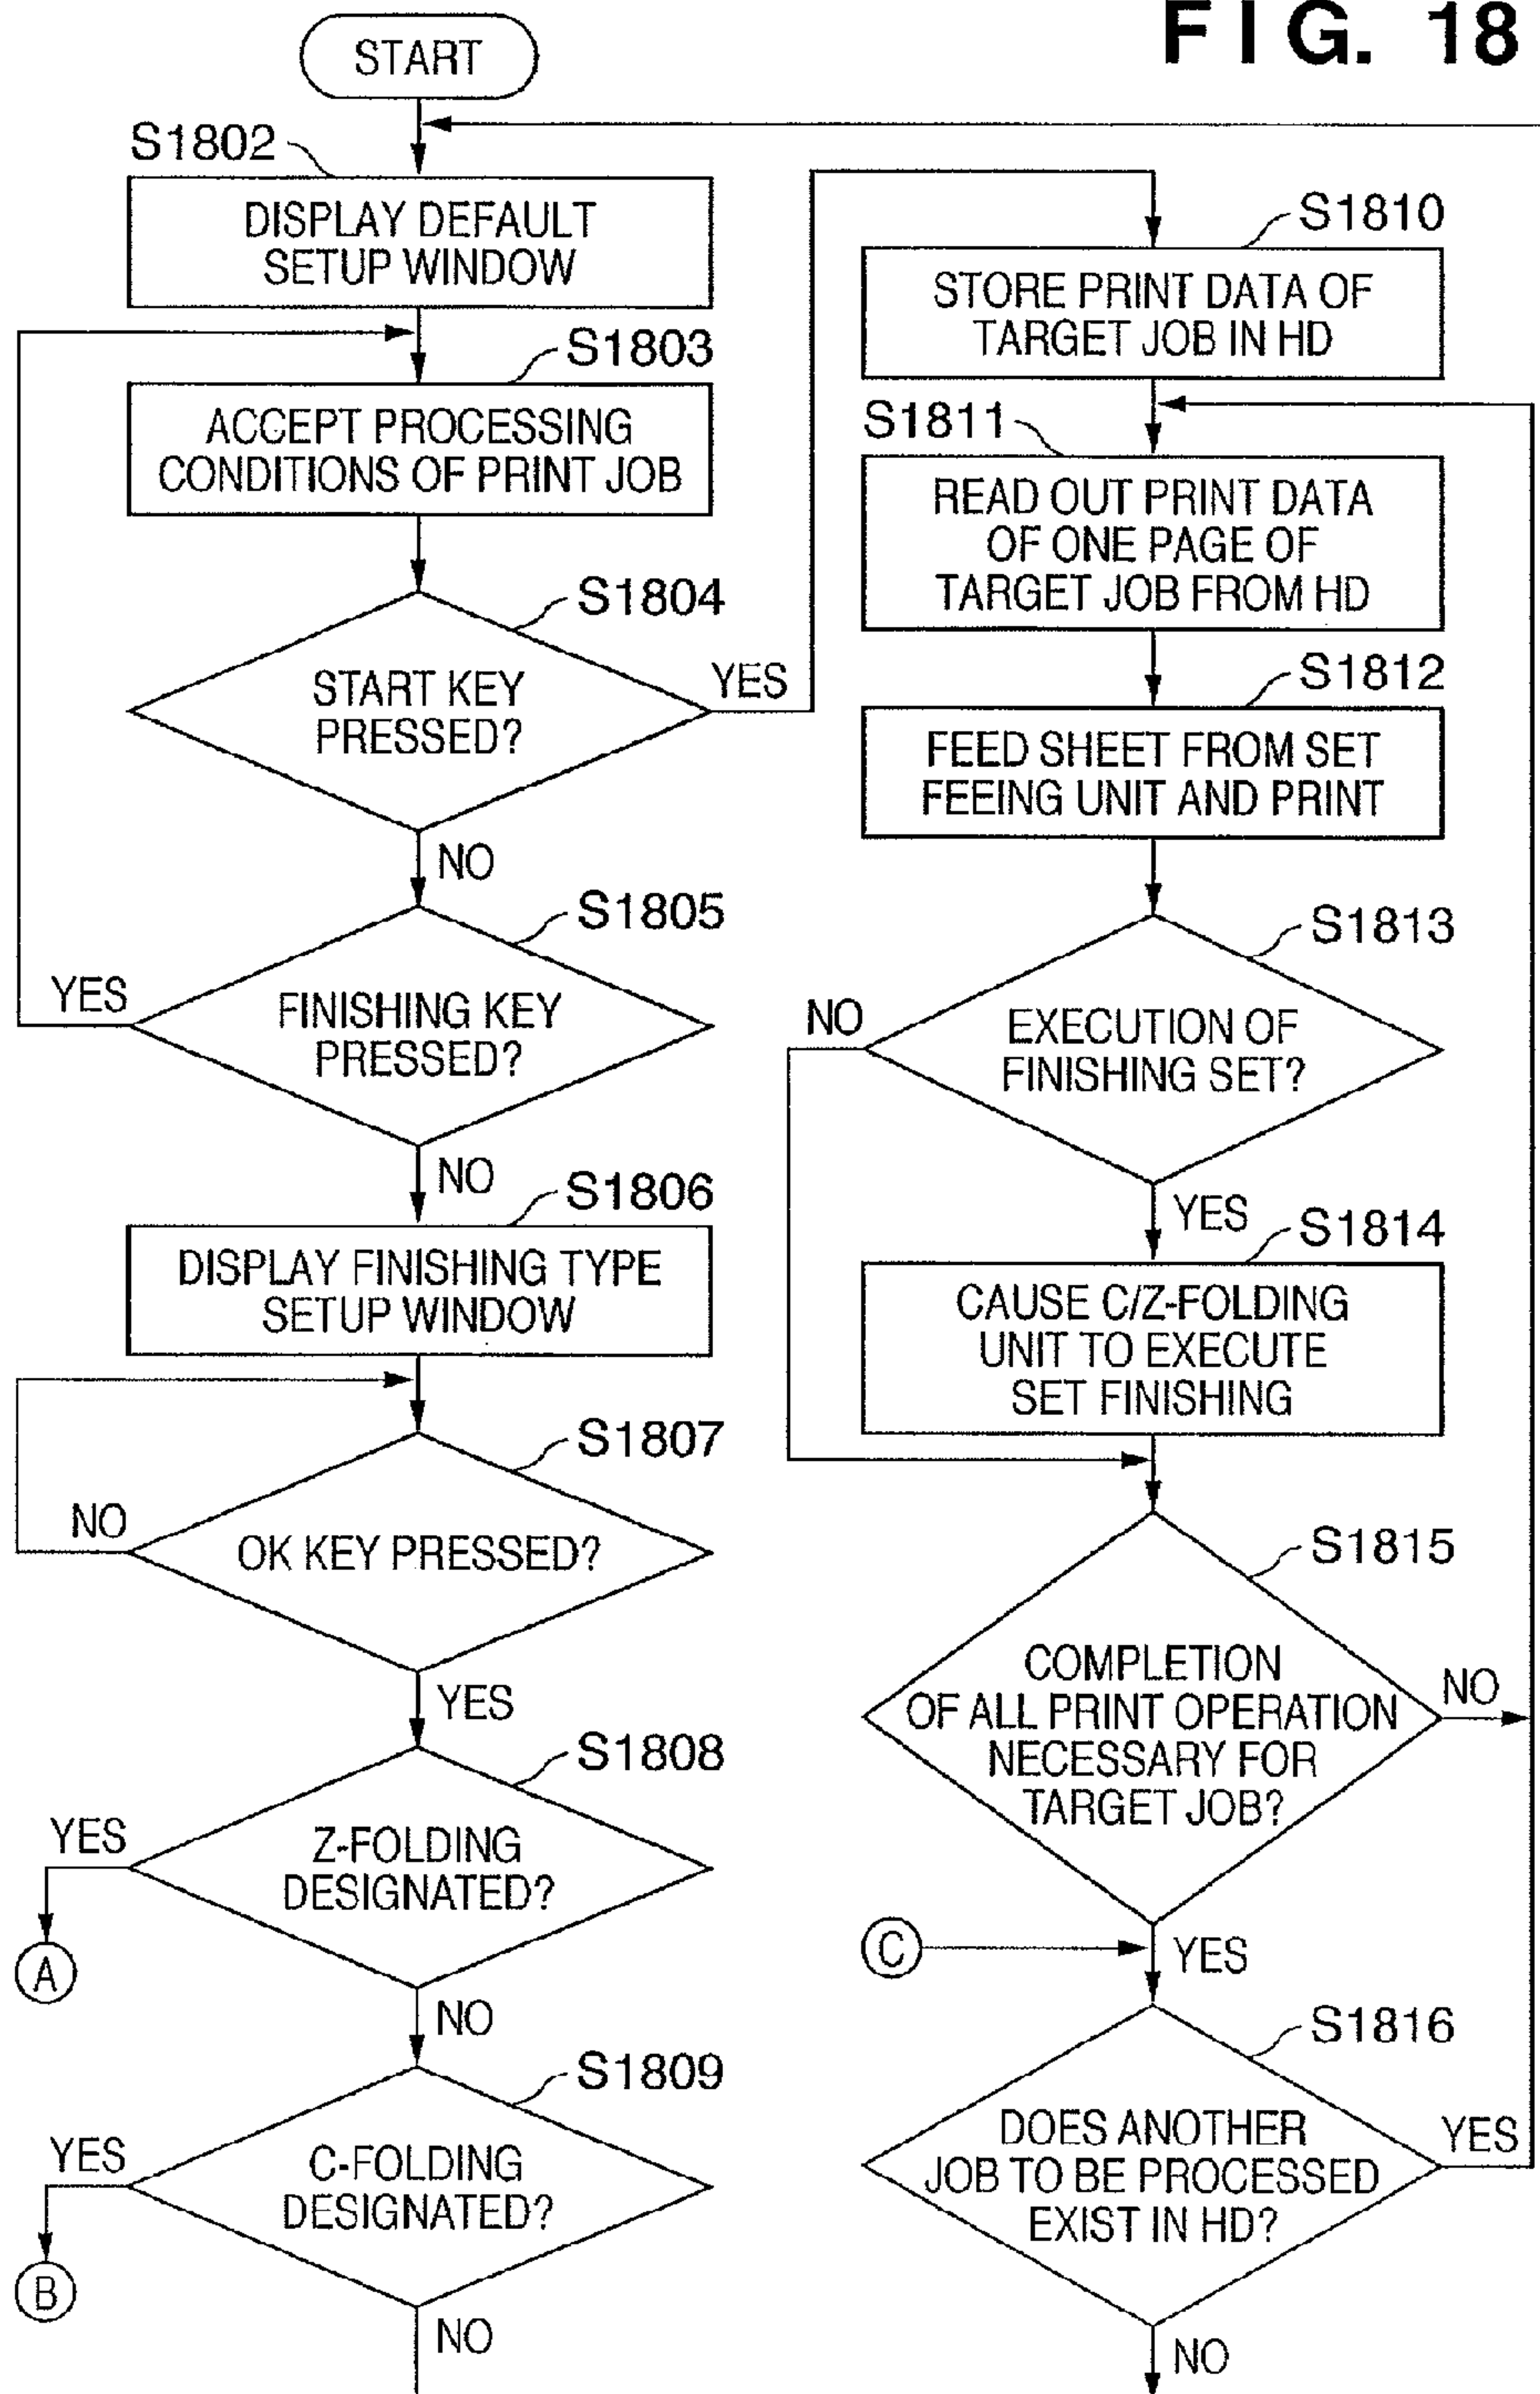 FIG. 18
START
S1802
DISPLAY DEFAULT
SETUP WINDOW
S1803
ACCEPT PROCESSING
CONDITIONS OF PRINT JOB
S1804
START KEY
PRESSED?
YES
NO
S1805
YES
FINISHING KEY
PRESSED?
NO
S1806
DISPLAY FINISHING TYPE
SETUP WINDOW
S1807
NO
OK KEY PRESSED?
YES
S1808
YES
Z-FOLDING
DESIGNATED?
A
NO
S1809
YES
C-FOLDING
DESIGNATED?
B
NO
S1810
STORE PRINT DATA OF
TARGET JOB IN HD
S1811
READ OUT PRINT DATA
OF ONE PAGE OF
TARGET JOB FROM HD
S1812
FEED SHEET FROM SET
FEEING UNIT AND PRINT
S1813
NO
EXECUTION OF
FINISHING SET?
YES
S1814
CAUSE C/Z-FOLDING
UNIT TO EXECUTE
SET FINISHING
S1815
COMPLETION
OF ALL PRINT OPERATION
NECESSARY FOR
TARGET JOB?
NO
C
YES
S1816
DOES ANOTHER
JOB TO BE PROCESSED
EXIST IN HD?
YES
NO